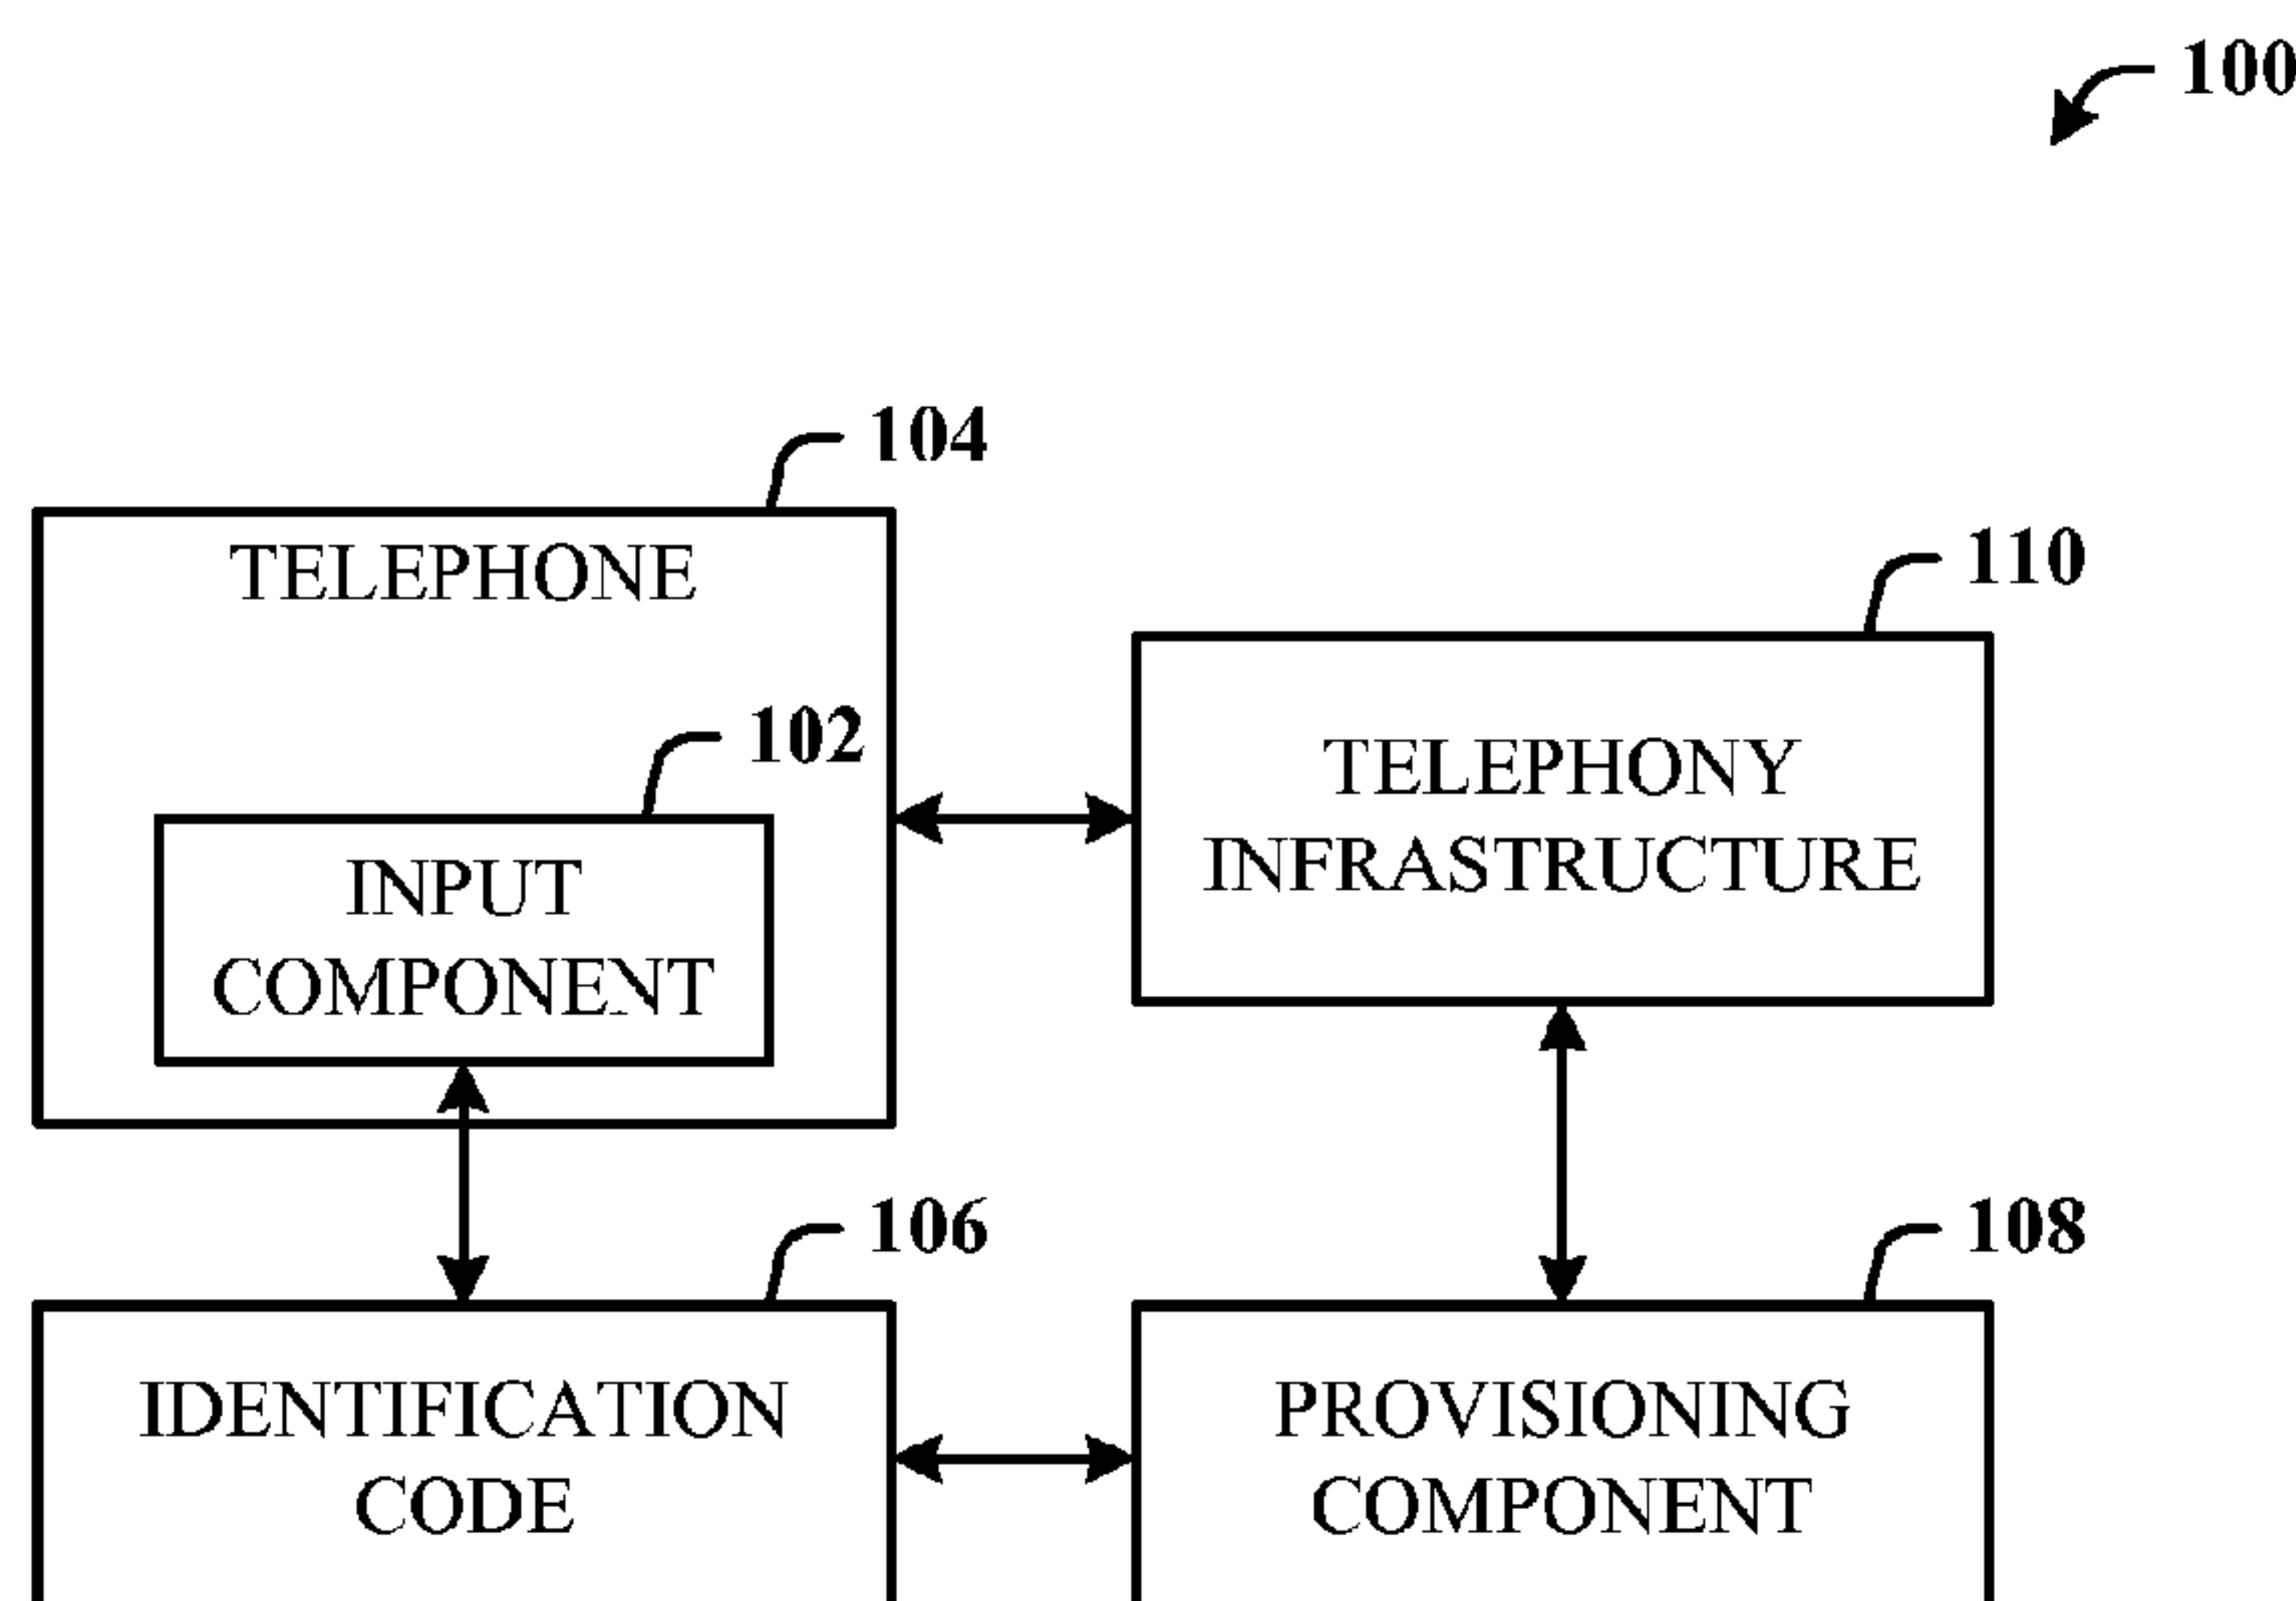 100
104
TELEPHONE
110
102
INPUT
COMPONENT
TELEPHONY
INFRASTRUCTURE
106
IDENTIFICATION
CODE
108
PROVISIONING
COMPONENT